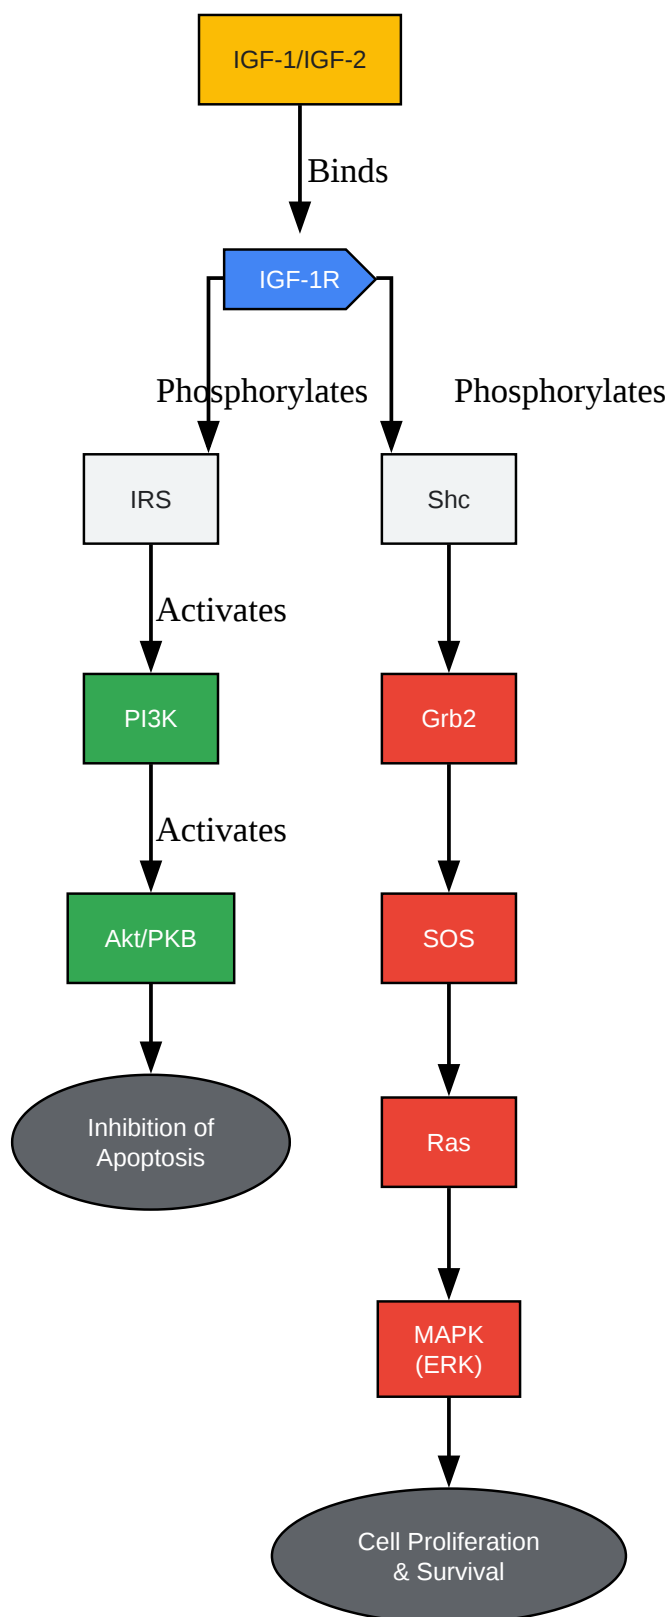 IGF-1/IGF-2
Binds
IGF-1R
Phosphorylates
Phosphorylates
IRS
Shc
Activates
PI3K
Grb2
Activates
Akt/PKB
SOS
Inhibition of
Apoptosis
Ras
MAPK
(ERK)
Cell Proliferation
& Survival